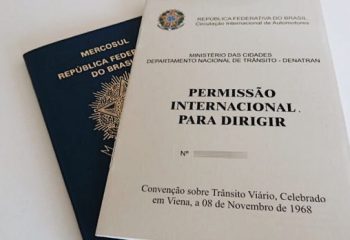 MERCOSUL
REPÚBLICA FEDER
DO BRAS
REPÚBLICA FEDERATIVA DO BRASIL
Circulação Internacional de Automotores
MINISTÉRIO DAS CIDADES
DEPARTAMENTO NACIONAL DE TRÂNSITO - DENATRAN
PERMISSÃO
INTERNACIONAL
PARA DIRIGIR
Nº
Convenção sobre Trânsito Viário, Celebrado
em Viena, a 08 de Novembro de 1968